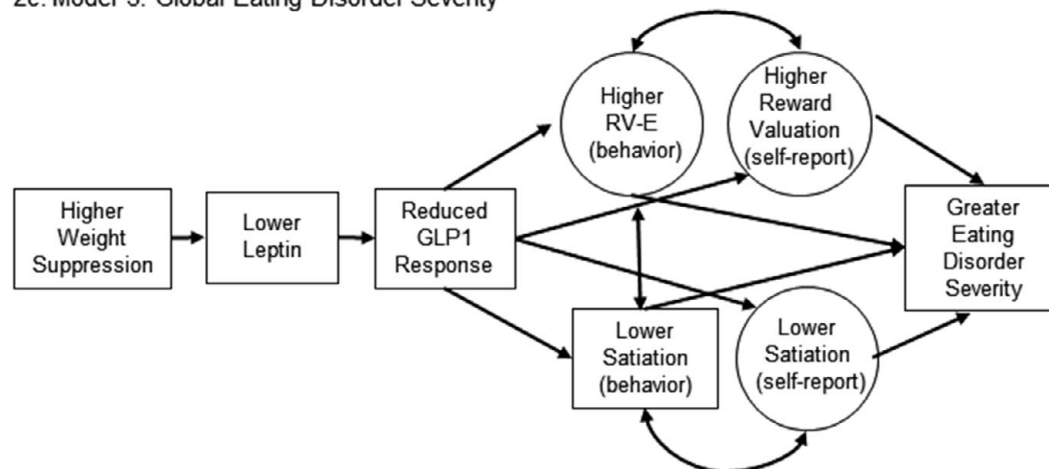 2c. Model 3. Global Eating Disorder Severity
Higher
Weight
Suppression
Lower
Leptin
Reduced
GLP1
Response
Higher
RV-E
(behavior)
Higher
Reward
Valuation
(self-report)
Lower
Satiation
(behavior)
Lower
Satiation
(self-report)
Greater
Eating
Disorder
Severity